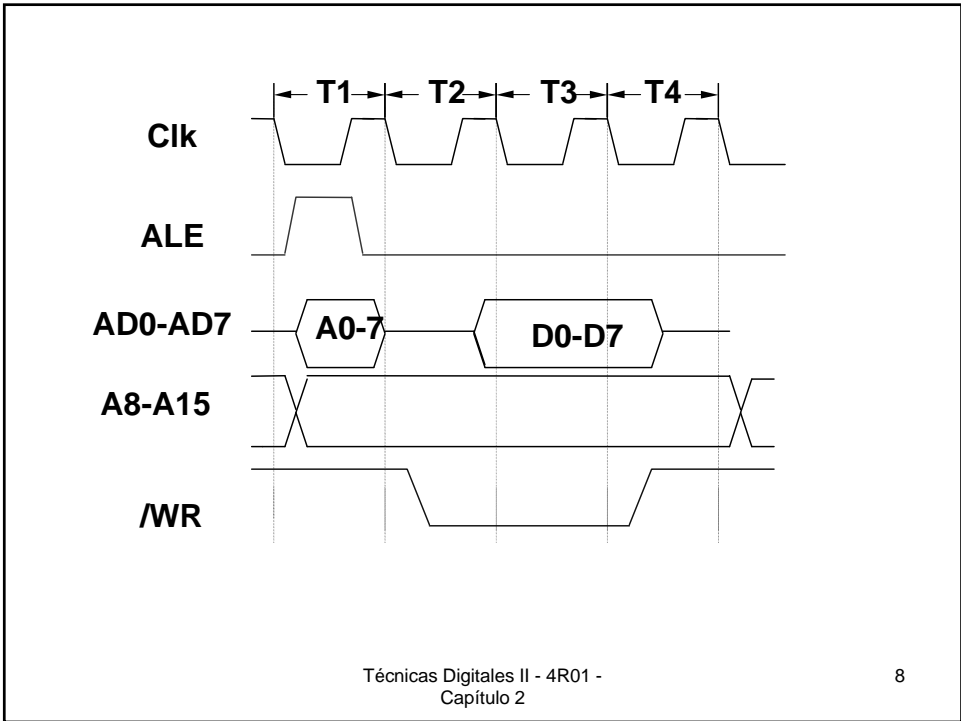 T1 T2 T3 T4
Clk
ALE
AD0-AD7 A0-7 D0-D7
A8-A15
/WR
Técnicas Digitales II - 4R01 - 8
Capítulo 2